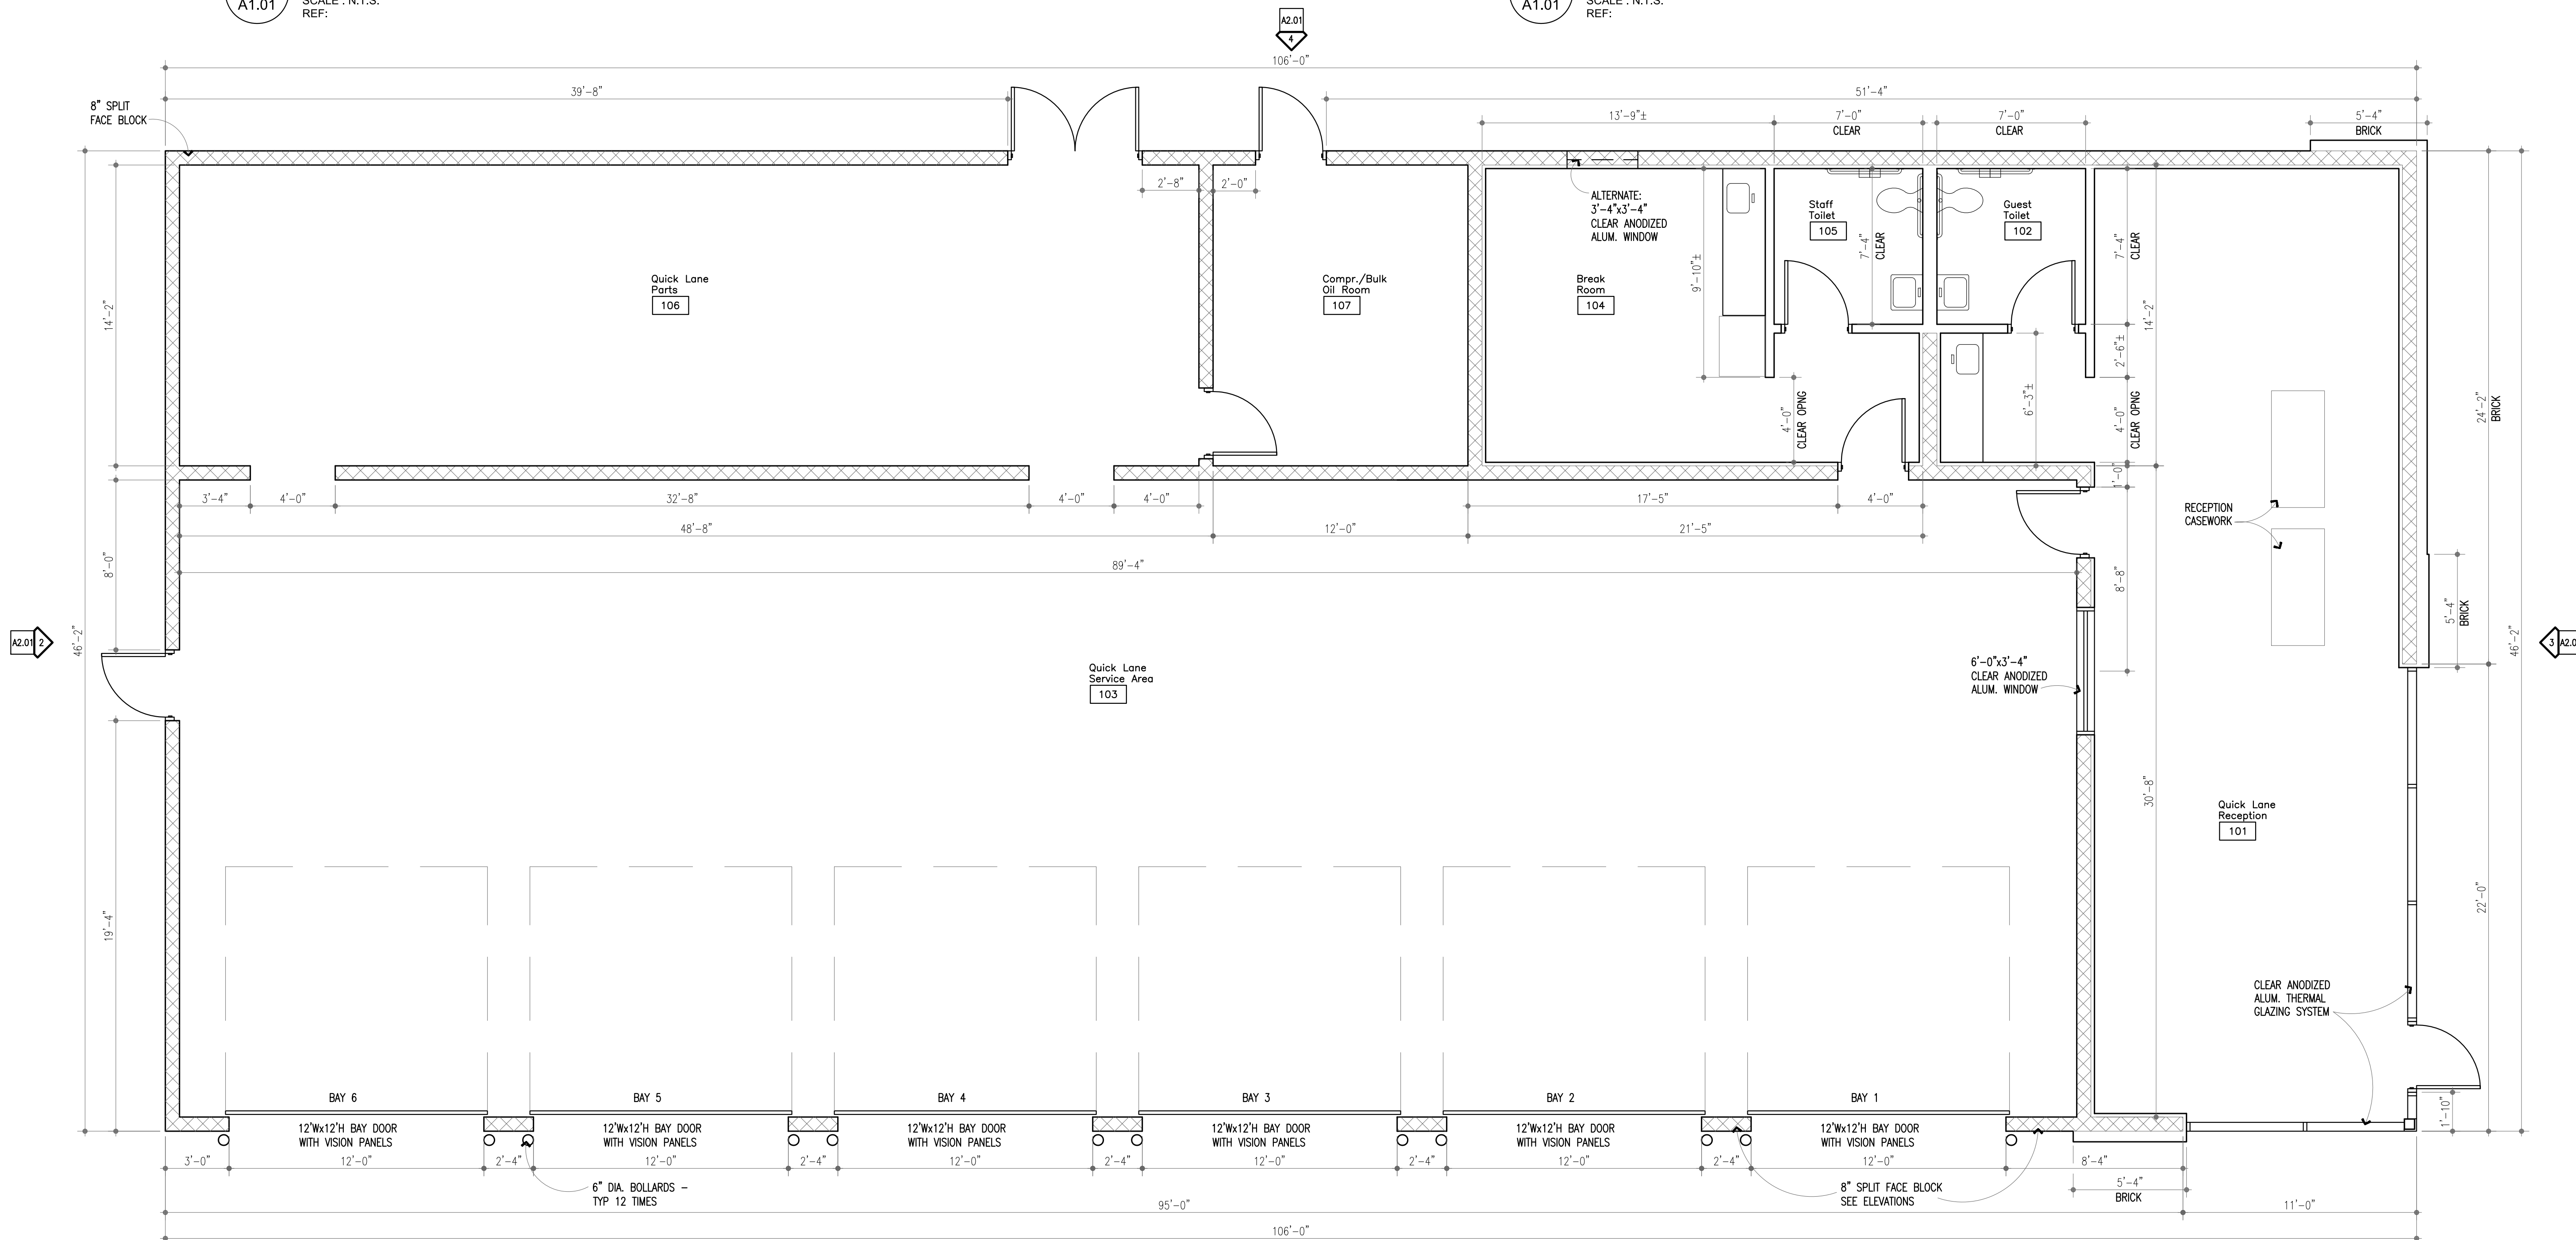 A1.01
SCALE : N.T.S.
REF:
A1.01
SCALE : N.T.S.
REF:
A2.01
4
106'-0"
39'-8"
51'-4"
8" SPLIT
FACE BLOCK
13'-9"±
7'-0"
CLEAR
7'-0"
CLEAR
5'-4"
BRICK
2'-8"
2'-0"
ALTERNATE:
3'-4"x3'-4"
CLEAR ANODIZED
ALUM. WINDOW
Staff
Toilet
105
Guest
Toilet
102
7'-4"
CLEAR
7'-4"
CLEAR
9'-10"±
Quick Lane
Parts
106
Compr./Bulk
Oil Room
107
Break
Room
104
14'-2"
14'-2"
2'-6"±
6'-3"±
4'-0"
CLEAR OPNG
4'-0"
CLEAR OPNG
1'-0"
24'-2"
BRICK
3'-4"
4'-0"
32'-8"
4'-0"
4'-0"
17'-5"
4'-0"
48'-8"
12'-0"
21'-5"
RECEPTION
CASEWORK
89'-4"
8'-0"
8'-8"
5'-4"
BRICK
A2.01
2
46'-2"
46'-2"
3
A2.0
Quick Lane
Service Area
103
6'-0"x3'-4"
CLEAR ANODIZED
ALUM. WINDOW
30'-8"
Quick Lane
Reception
101
19'-4"
22'-0"
CLEAR ANODIZED
ALUM. THERMAL
GLAZING SYSTEM
BAY 6
BAY 5
BAY 4
BAY 3
BAY 2
BAY 1
1'-10"
12'Wx12'H BAY DOOR
WITH VISION PANELS
12'Wx12'H BAY DOOR
WITH VISION PANELS
12'Wx12'H BAY DOOR
WITH VISION PANELS
12'Wx12'H BAY DOOR
WITH VISION PANELS
12'Wx12'H BAY DOOR
WITH VISION PANELS
12'Wx12'H BAY DOOR
WITH VISION PANELS
3'-0"
12'-0"
2'-4"
12'-0"
2'-4"
12'-0"
2'-4"
12'-0"
2'-4"
12'-0"
2'-4"
12'-0"
8'-4"
6" DIA. BOLLARDS –
TYP 12 TIMES
8" SPLIT FACE BLOCK
SEE ELEVATIONS
5'-4"
BRICK
95'-0"
11'-0"
106'-0"